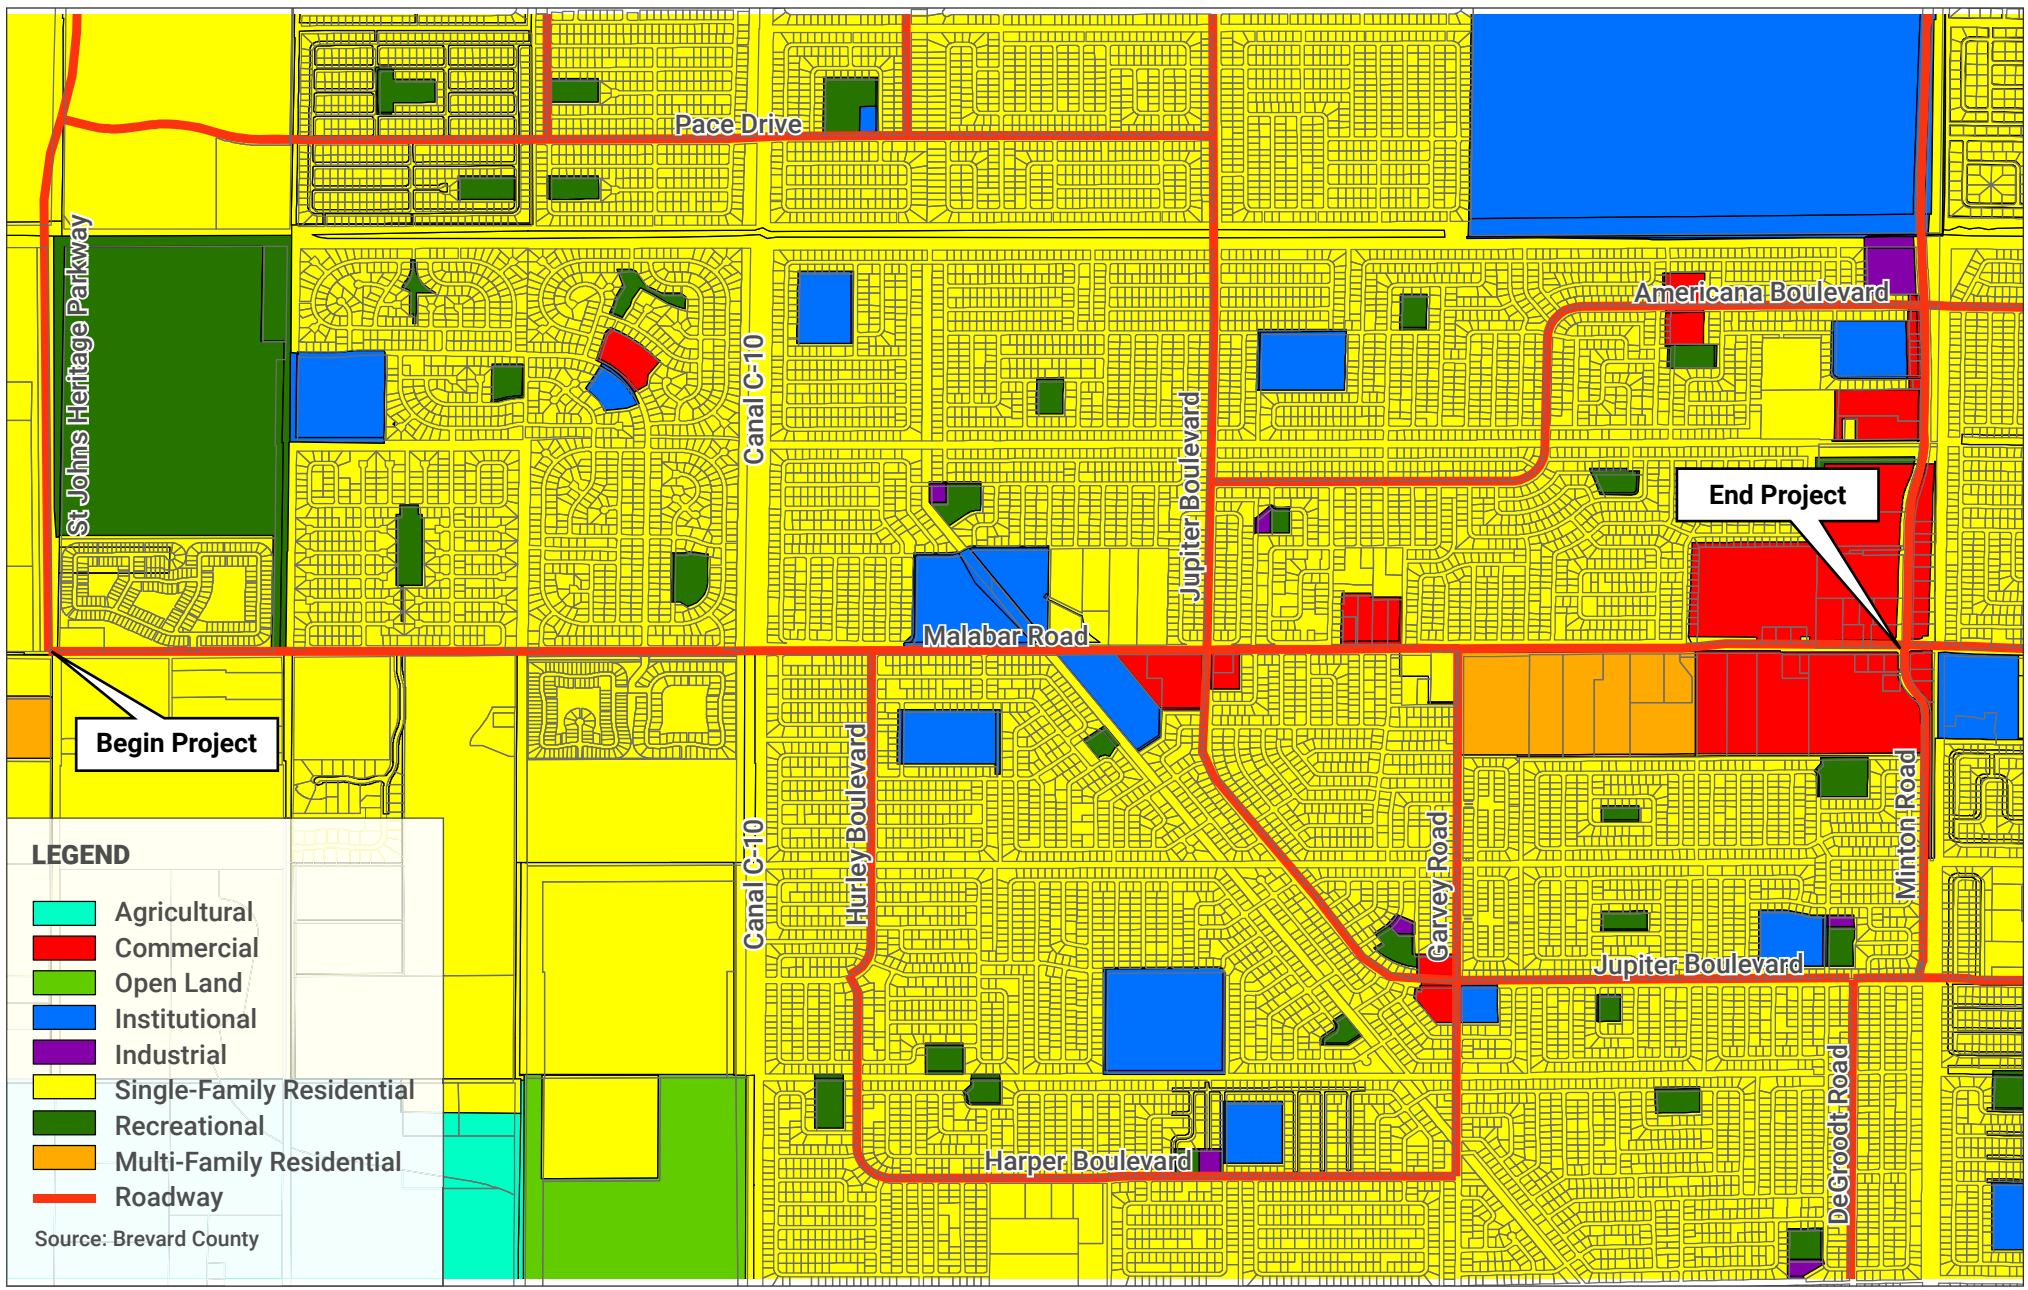 Pace Drive
St Johns Heritage Parkway
Americana Boulevard
Canal C-10
Jupiter Boulevard
End Project
Malabar Road
Begin Project
Hurley Boulevard
Minton Road
Canal C-10
Garvey Road
Jupiter Boulevard
DeGroodt Road
Harper Boulevard
LEGEND
Agricultural
Commercial
Open Land
Institutional
Industrial
Single-Family Residential
Recreational
Multi-Family Residential
Roadway
Source: Brevard County